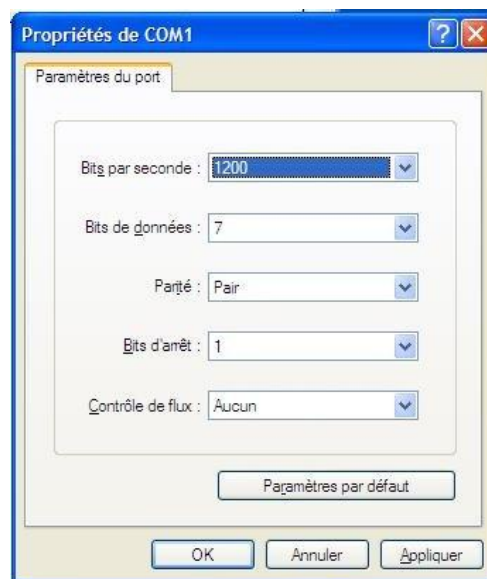 Propriétés de COM1
Paramètres du port
Bits par seconde : 1200
Bits de données : 7
Parité : Pair
Bits d'arrêt : 1
Contrôle de flux : Aucun
Paramètres par défaut
OK Annuler Appliquer